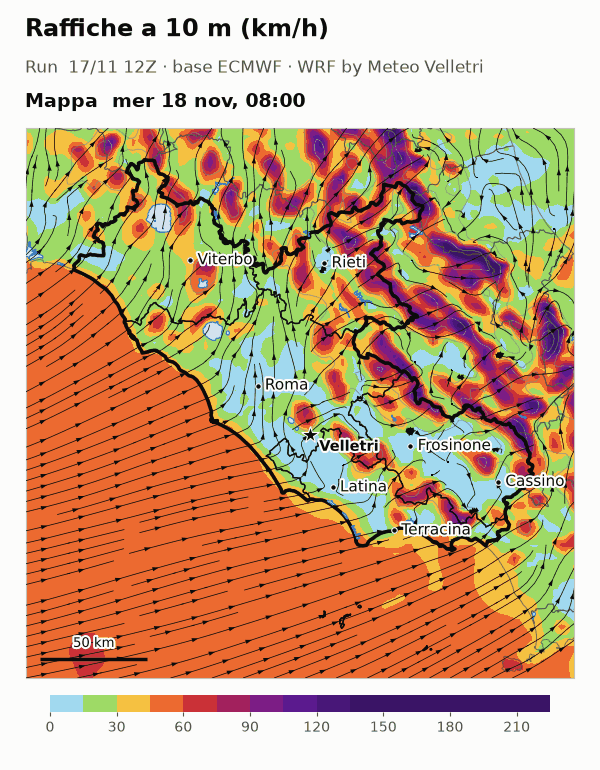 Raffiche a 10 m (km/h)
Run  17/11 12Z · base ECMWF · WRF by Meteo Velletri
Mappa  mer 18 nov, 08:00
Viterbo
Rieti
Roma
Velletri
Frosinone
Cassino
Latina
Terracina
50 km
0 30 60 90 120 150 180 210